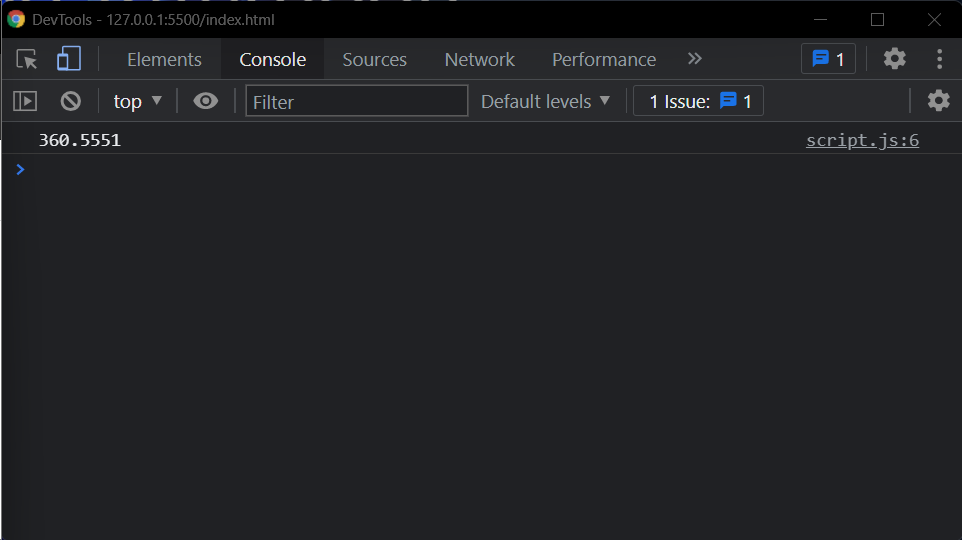 DevTools - 127.0.0.1:5500/index.html
Elements Console Sources Network Performance » 1
top ▼ Filter Default levels ▼ 1 Issue: 1
360.5551 script.js:6
>